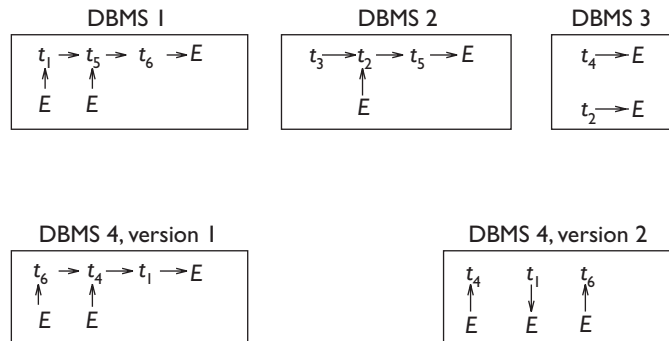 DBMS 1
t1 t5 t6 E
E E
DBMS 2
t3 t2 t5 E
E
DBMS 3
t4 E
t2 E
DBMS 4, version 1
t6 t4 t1 E
E E
DBMS 4, version 2
t4 t1 t6
E E E